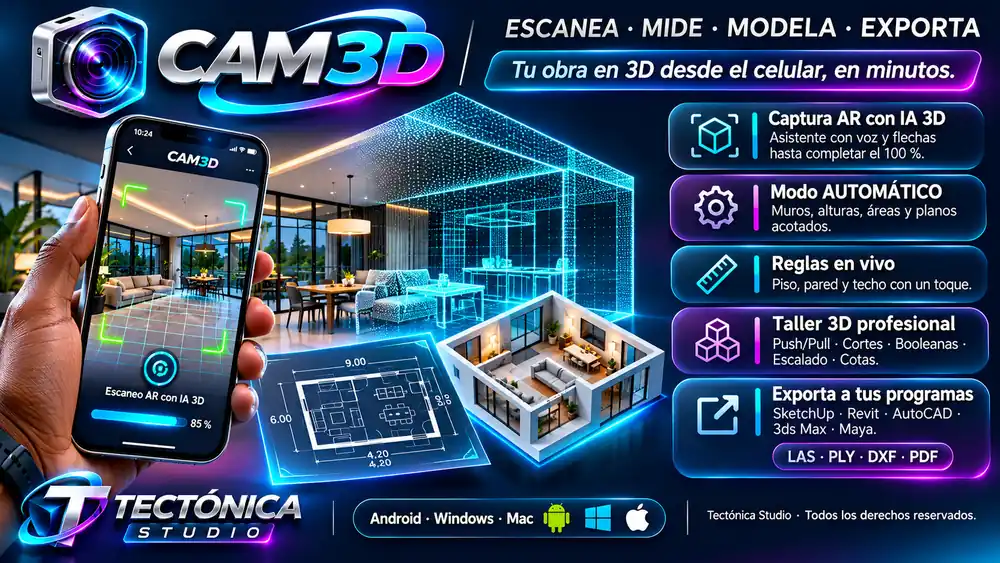 CAM3D
ESCANEA · MIDE · MODELA · EXPORTA
Tu obra en 3D desde el celular, en minutos.
10:24
CAM3D
Escaneo AR con IA 3D
85 %
9.00
6.00
4,20
4,20
Captura AR con IA 3D
Asistente con voz y flechas
hasta completar el 100 %.
Modo AUTOMÁTICO
Muros, alturas, áreas y planos
acotados.
Reglas en vivo
Piso, pared y techo con un toque.
Taller 3D profesional
Push/Pull · Cortes · Booleanas ·
Escalado · Cotas.
Exporta a tus programas
SketchUp · Revit · AutoCAD ·
3ds Max · Maya.
LAS · PLY · DXF · PDF
TECTÓNICA
STUDIO
Android · Windows · Mac
Tectónica Studio · Todos los derechos reservados.